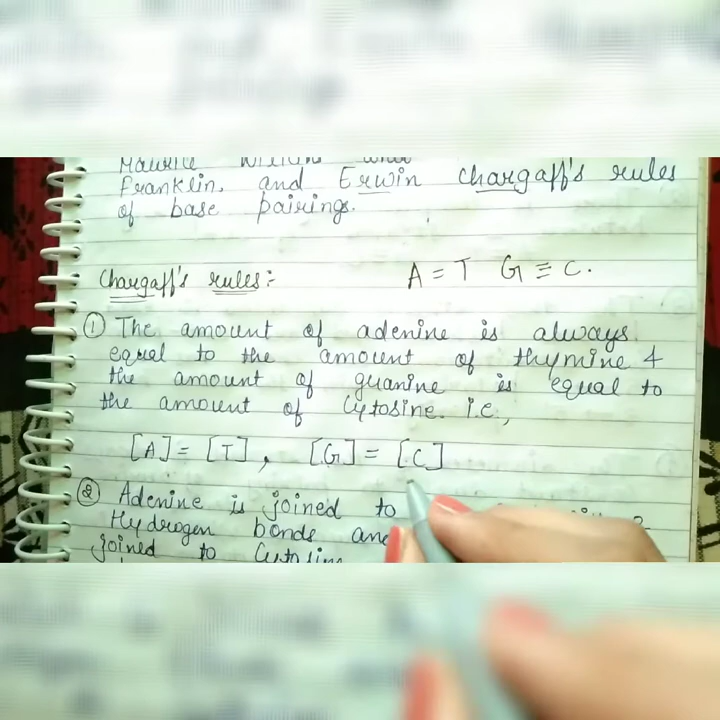 Maurice
Franklin, and Erwin chargaff's rules
of base pairings.
Chargaff's rules:-
A = T G ≡ C.
① The amount of adenine is always
equal to the amount of thymine &
the amount of guanine is equal to
the amount of Cytosine i.e,
[A] = [T], [G] = [C]
② Adenine is joined to
Hydrogen bonds and
joined to Cytosine